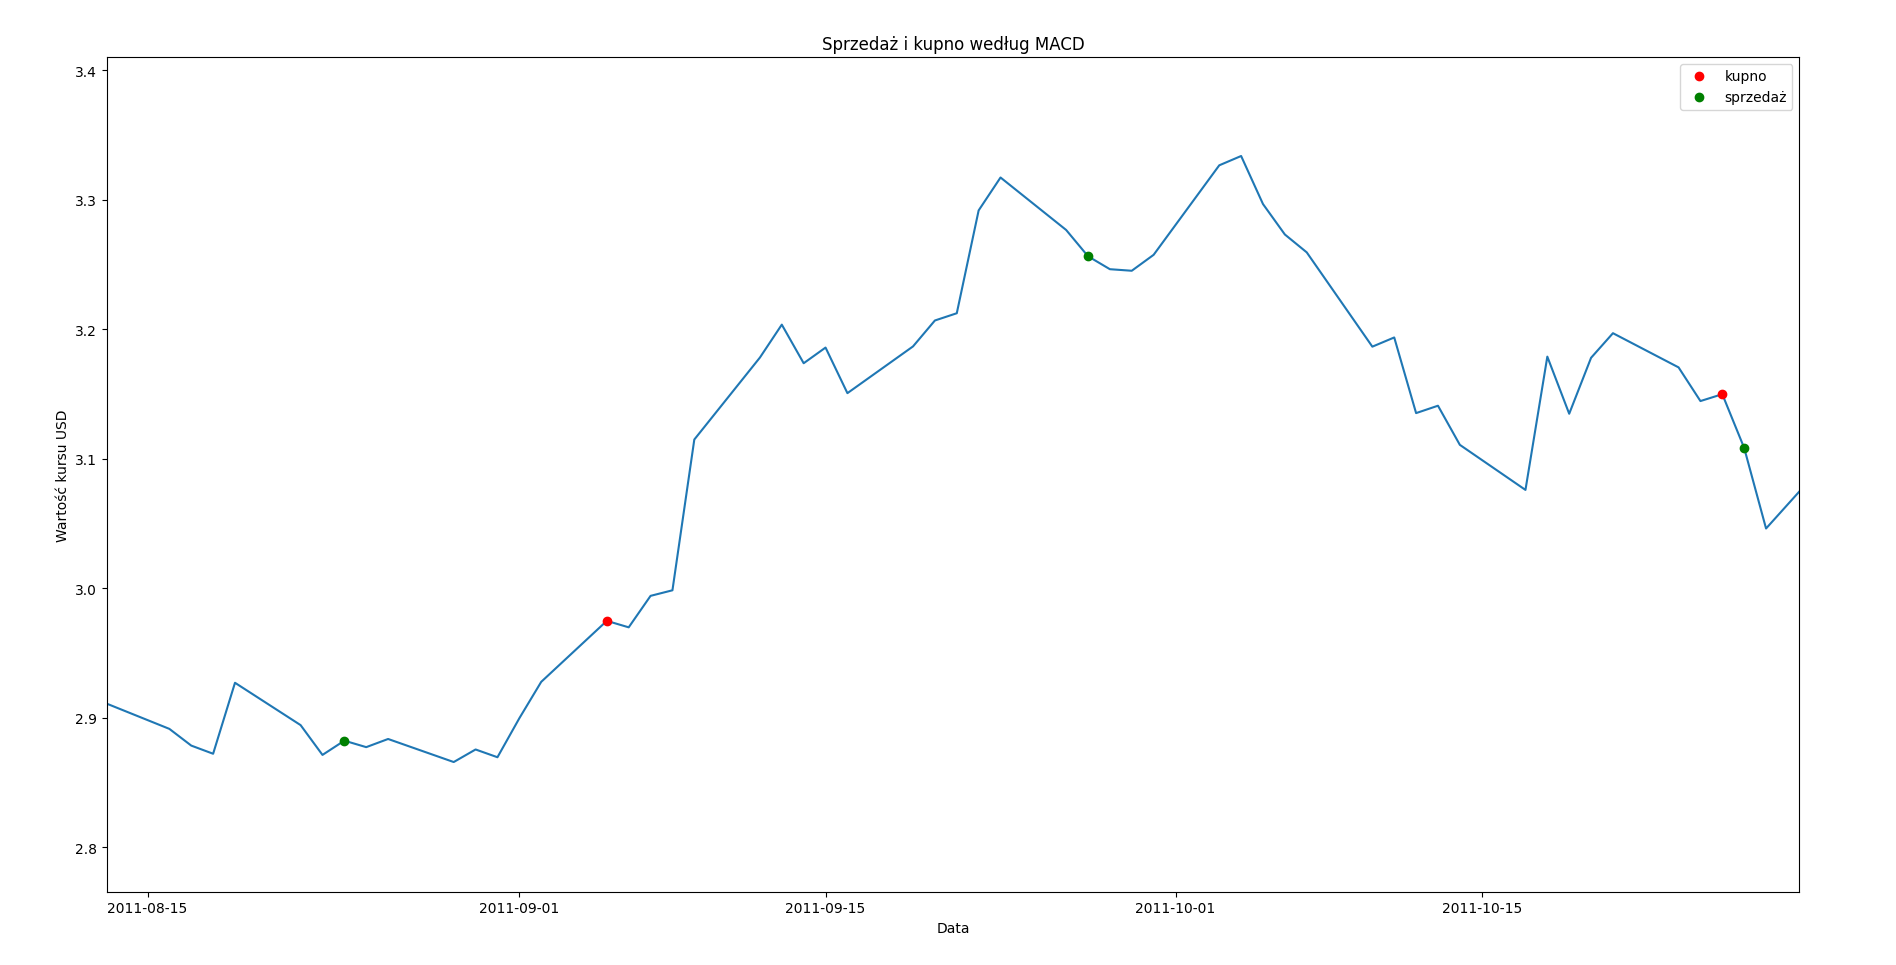 Sprzedaż i kupno według MACD
kupno
sprzedaż
3.4
3.3
3.2
3.1
3.0
2.9
2.8
Wartość kursu USD
2011-08-15
2011-09-01
2011-09-15
2011-10-01
2011-10-15
Data